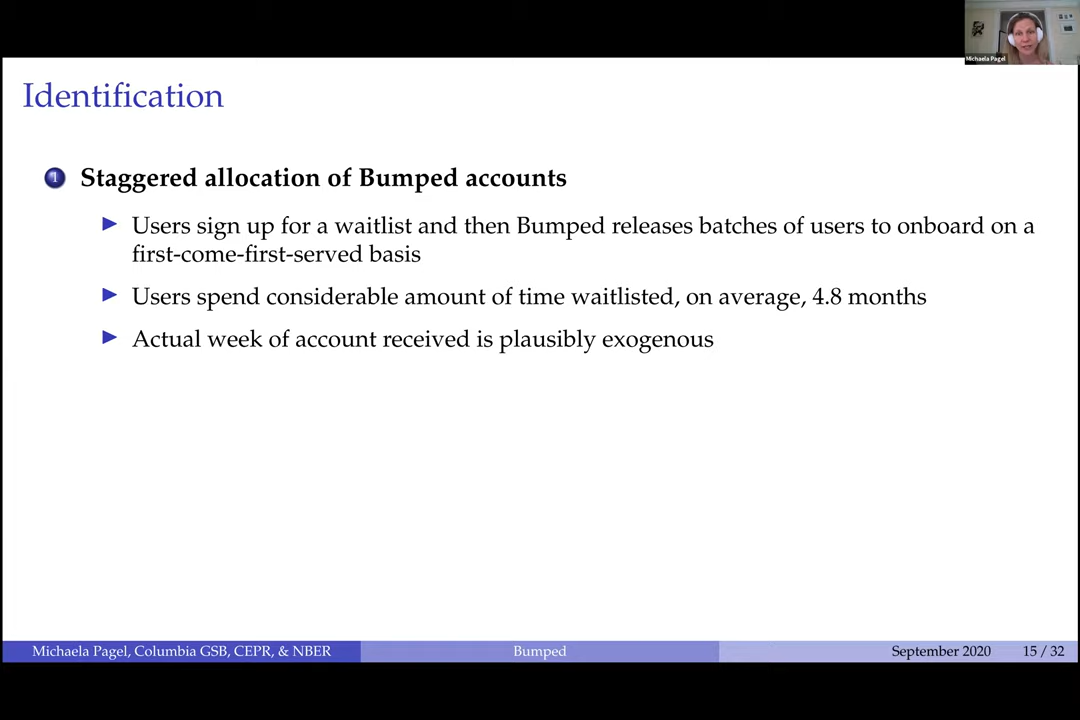 Michaela Pagel
Identification
1 Staggered allocation of Bumped accounts
Users sign up for a waitlist and then Bumped releases batches of users to onboard on a
first-come-first-served basis
Users spend considerable amount of time waitlisted, on average, 4.8 months
Actual week of account received is plausibly exogenous
Michaela Pagel, Columbia GSB, CEPR, & NBER
Bumped
September 2020
15 / 32